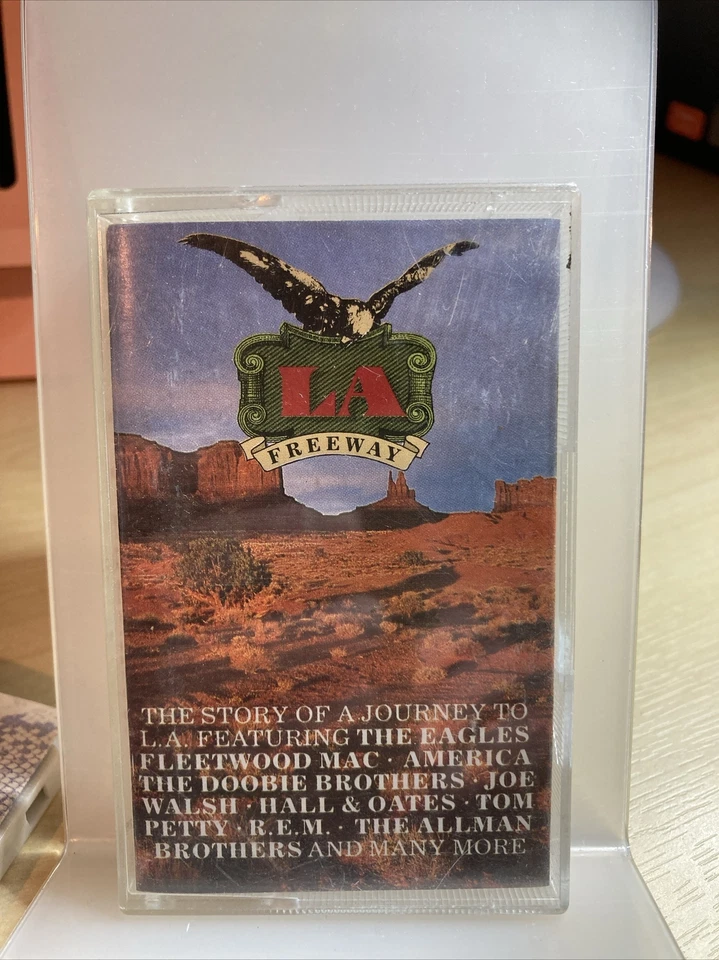 LA
FREEWAY
THE STORY OF A JOURNEY TO
L.A. FEATURING THE EAGLES
FLEETWOOD MAC · AMERICA
THE DOOBIE BROTHERS · JOE
WALSH · HALL & OATES · TOM
PETTY · R.E.M. · THE ALLMAN
BROTHERS AND MANY MORE